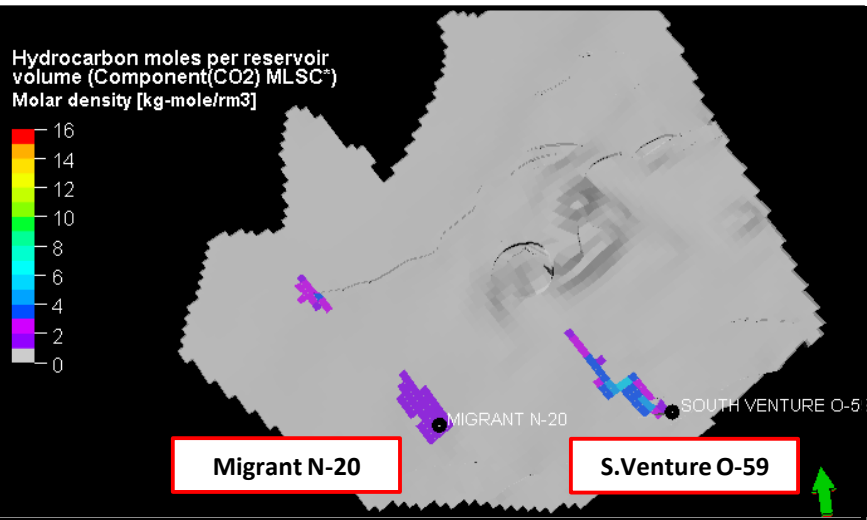 Hydrocarbon moles per reservoir
volume (Component(CO2) MLSC*)
Molar density [kg-mole/rm3]
16
14
12
10
8
6
4
2
0
MIGRANT N-20
SOUTH VENTURE O-5
Migrant N-20
S.Venture O-59